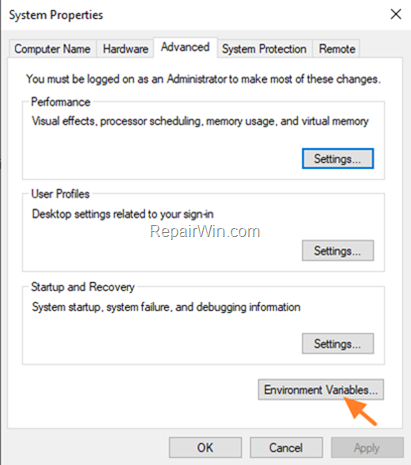 System Properties
Computer Name Hardware Advanced System Protection Remote
You must be logged on as an Administrator to make most of these changes.
Performance
Visual effects, processor scheduling, memory usage, and virtual memory
Settings...
User Profiles
Desktop settings related to your sign-in
RepairWin.com
Settings...
Startup and Recovery
System startup, system failure, and debugging information
Settings...
Environment Variables...
OK Cancel Apply